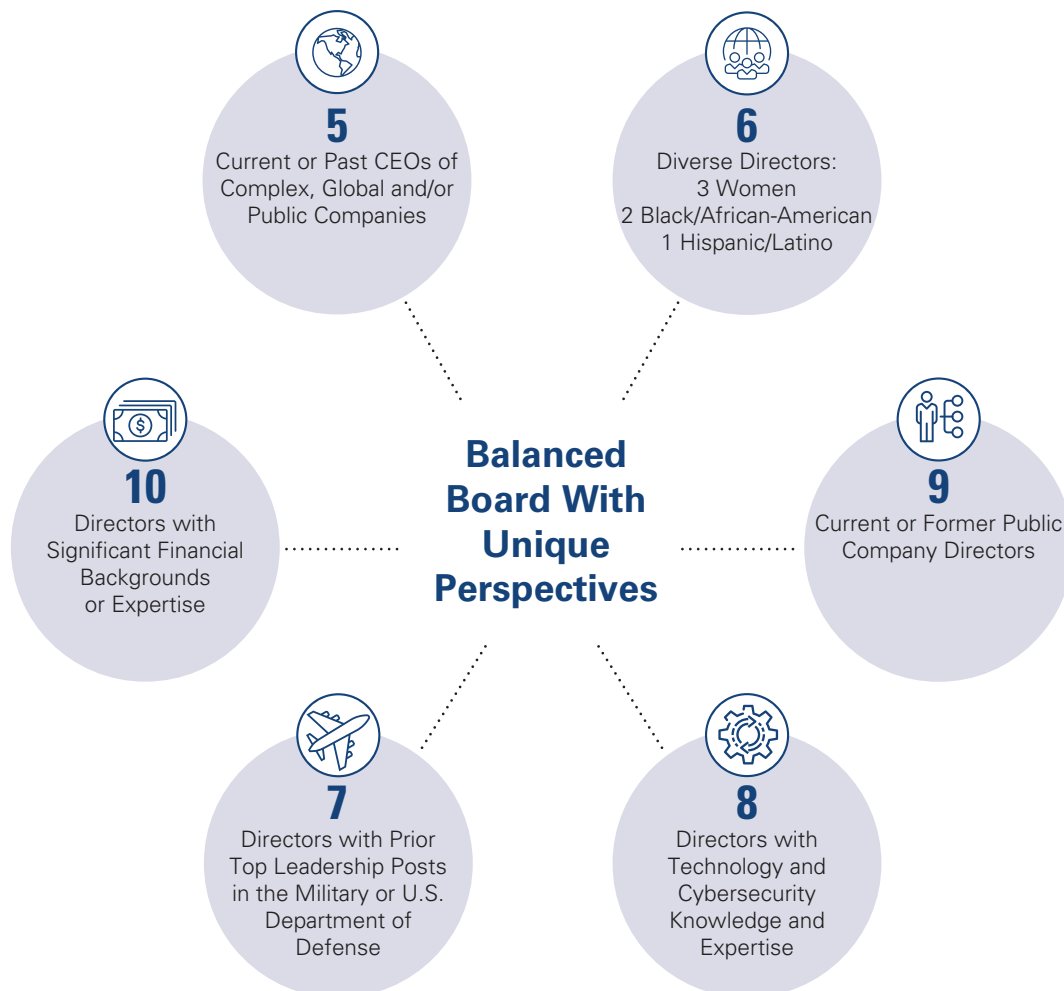 5
Current or Past CEOs of
Complex, Global and/or
Public Companies
6
Diverse Directors:
3 Women
2 Black/African-American
1 Hispanic/Latino
10
Directors with
Significant Financial
Backgrounds
or Expertise
Balanced
Board With
Unique
Perspectives
9
Current or Former Public
Company Directors
7
Directors with Prior
Top Leadership Posts
in the Military or U.S.
Department of
Defense
8
Directors with
Technology and
Cybersecurity
Knowledge and
Expertise